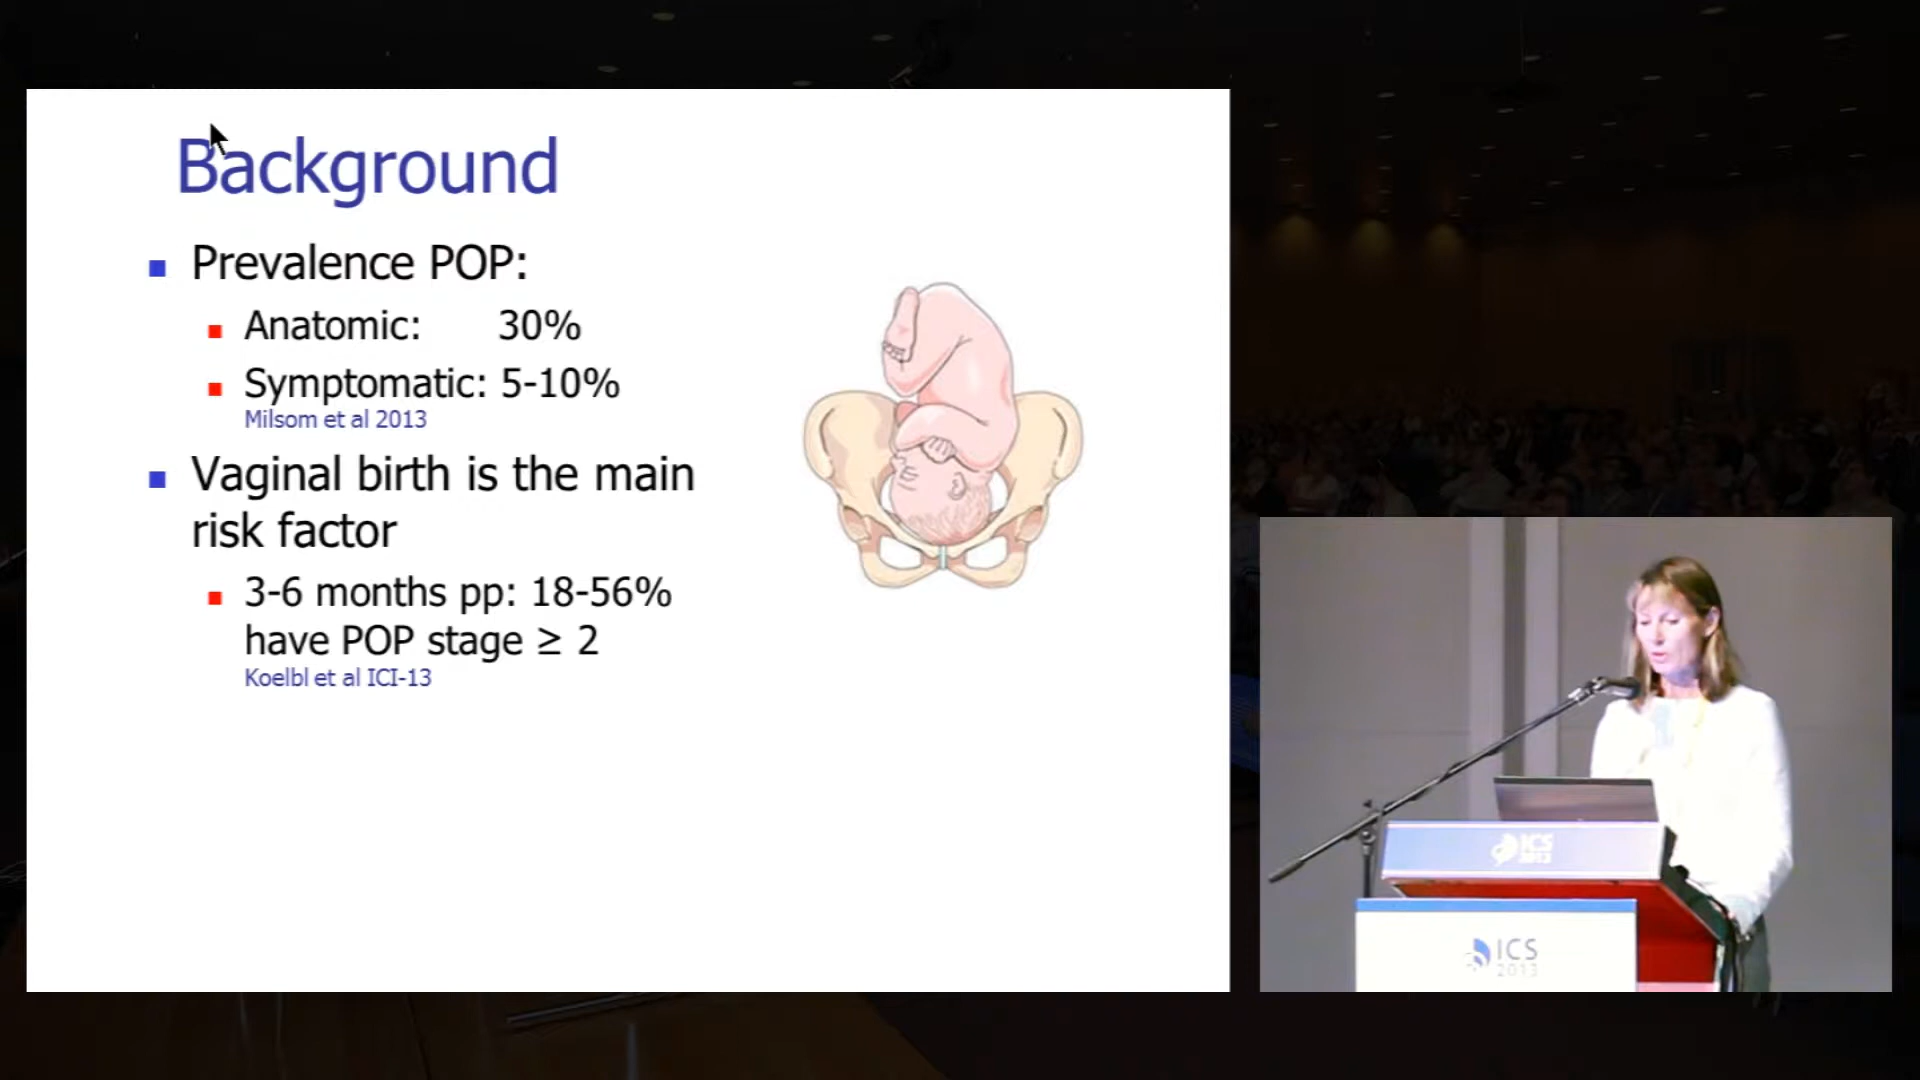 Background
Prevalence POP:
Anatomic: 30%
Symptomatic: 5-10%
Milsom et al 2013
Vaginal birth is the main
risk factor
3-6 months pp: 18-56%
have POP stage ≥ 2
Koelbl et al ICI-13
ICS
2013
ICS
2013